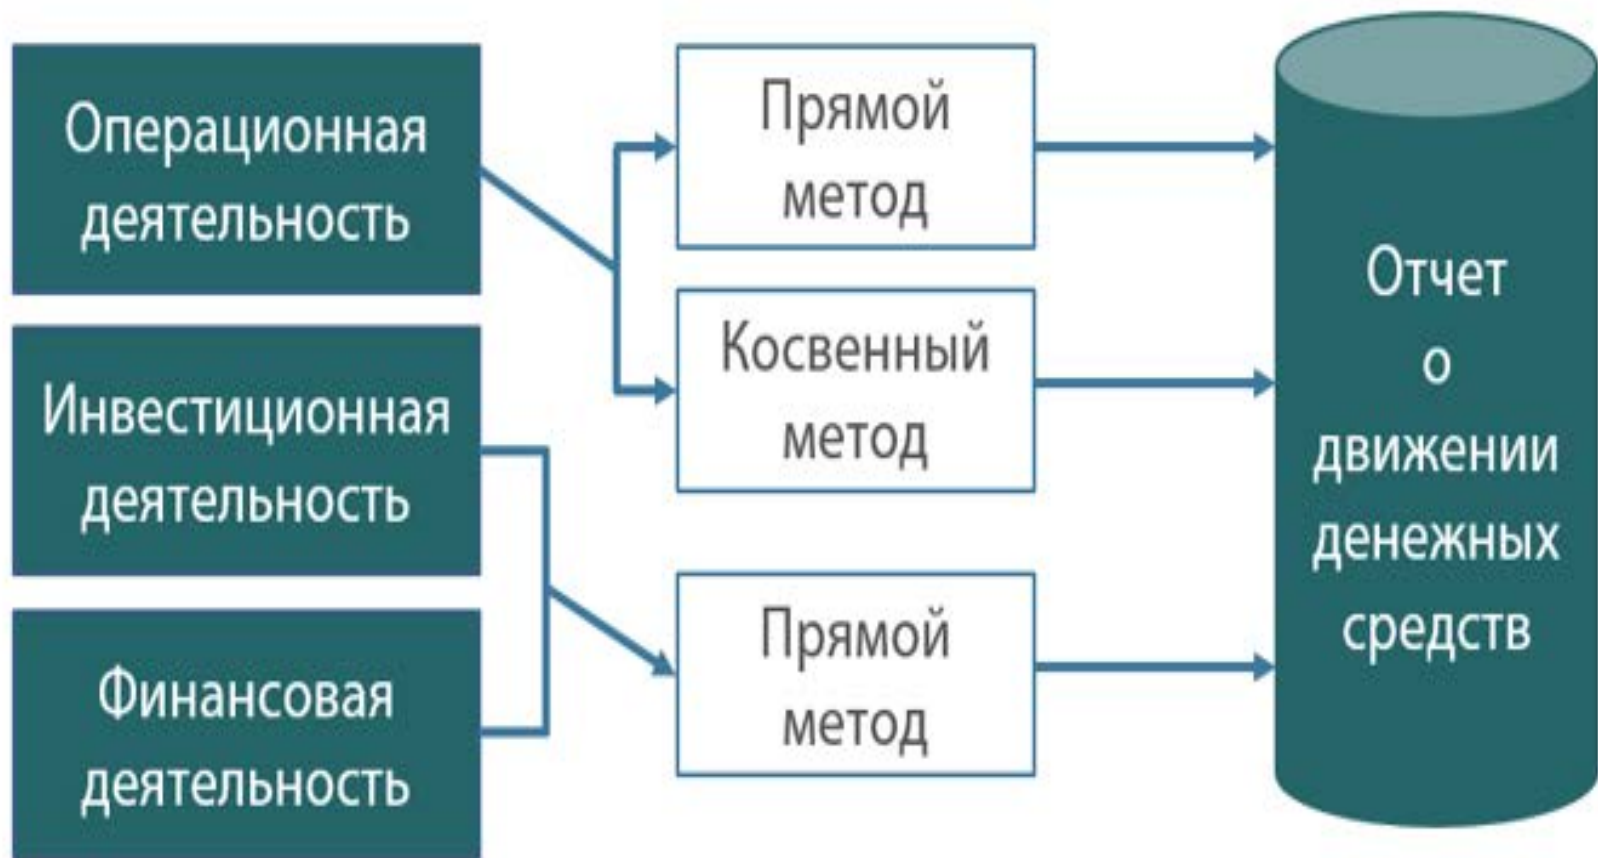 Операционная
деятельность
Инвестиционная
деятельность
Финансовая
деятельность
Прямой
метод
Косвенный
метод
Прямой
метод
Отчет
о
движении
денежных
средств